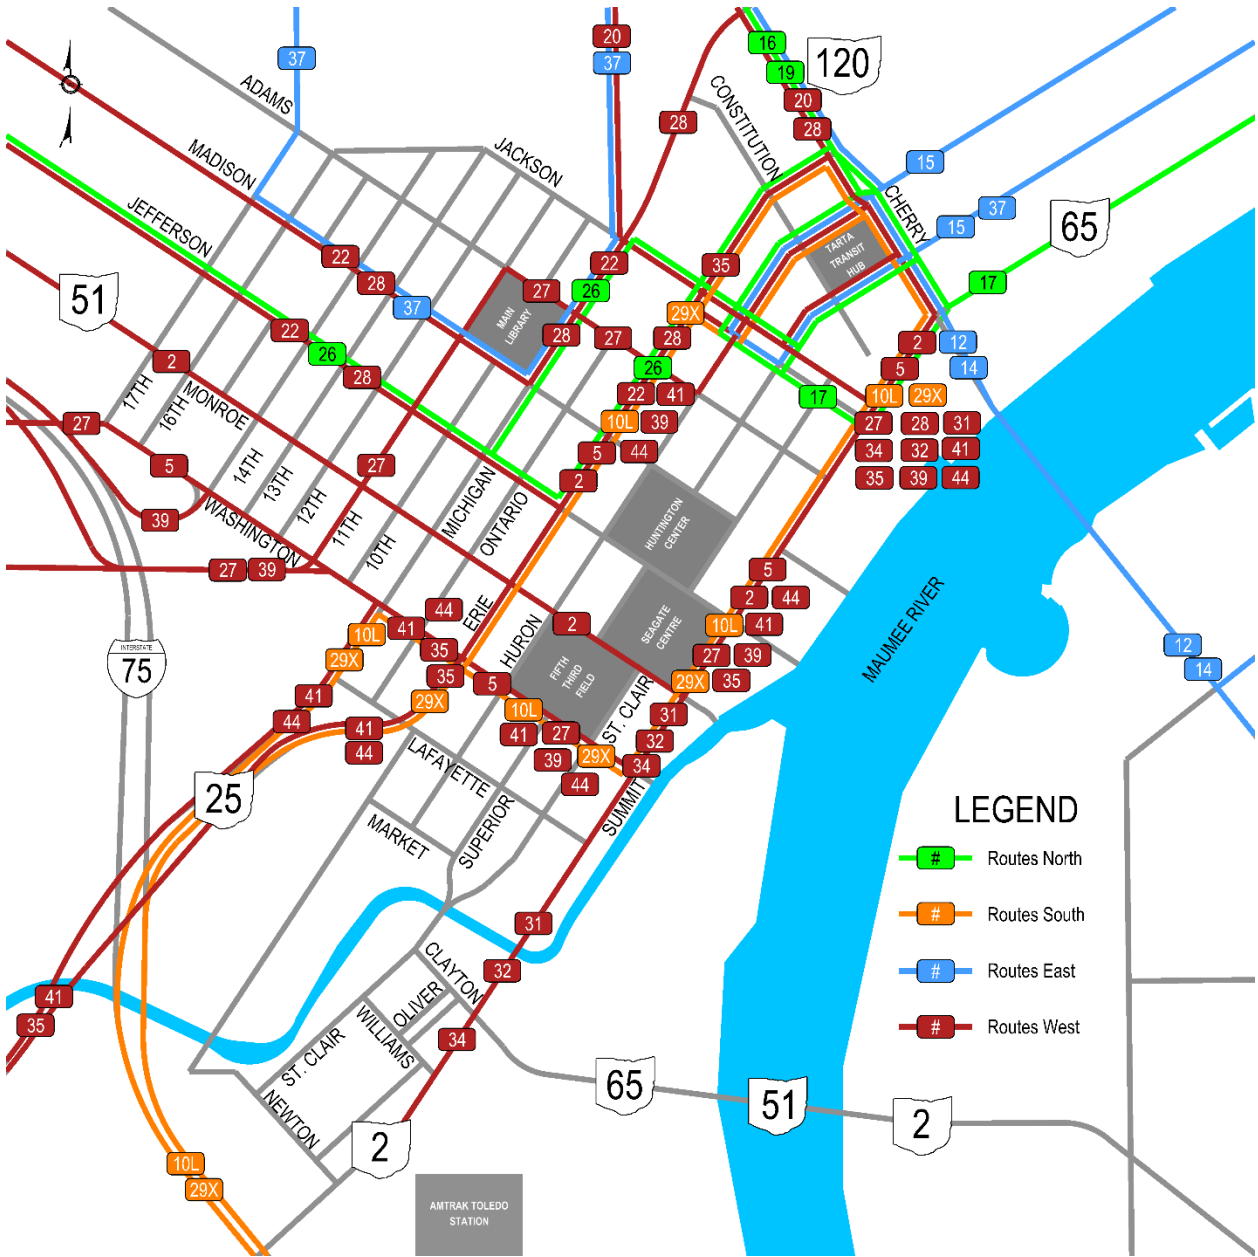 20
37
37
16
19
20
28
120
ADAMS
CONSTITUTION
28
JACKSON
MADISON
15
CHERRY
37
15
65
JEFFERSON
TARTA
TRANSIT
HUB
22
28
37
22
26
35
17
51
27
MAIN
LIBRARY
29X
22
26
28
28
27
28
26
2
5
12
14
2
22
41
17
10L
29X
17TH
16TH
MONROE
10L
39
27
28
31
27
5
44
34
32
41
5
14TH
13TH
12TH
11TH
10TH
27
MICHIGAN
ONTARIO
2
35
39
44
39
WASHINGTON
HUNTINGTON
CENTER
27
39
5
2
44
MAUMEE RIVER
44
ERIE
HURON
2
SEAGATE
CENTRE
10L
41
10L
41
35
29X
35
5
FIFTH
THIRD
FIELD
27
39
29X
35
12
14
INTERSTATE
75
41
44
29X
10L
41
27
39
29X
44
ST. CLAIR
31
32
34
41
44
25
LAFAYETTE
SUMMIT
MARKET
SUPERIOR
LEGEND
# Routes North
# Routes South
# Routes East
# Routes West
31
32
34
CLAYTON
OLIVER
WILLIAMS
ST. CLAIR
NEWTON
41
35
65
51
2
2
10L
29X
AMTRAK TOLEDO
STATION